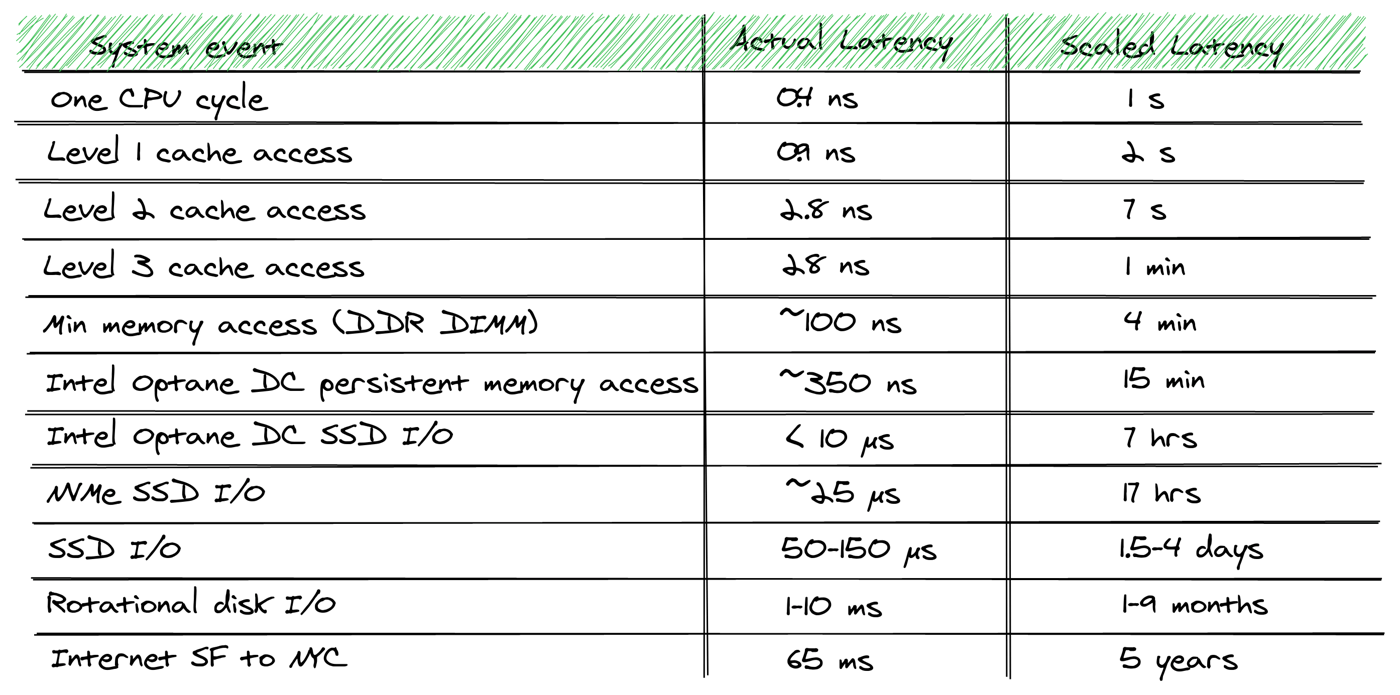 System event Actual Latency Scaled Latency
One CPU cycle 0.4 ns 1 s
Level 1 cache access 0.9 ns 2 s
Level 2 cache access 2.8 ns 7 s
Level 3 cache access 28 ns 1 min
Min memory access (DDR DIMM) ~100 ns 4 min
Intel Optane DC persistent memory access ~350 ns 15 min
Intel Optane DC SSD I/O < 10 μs 7 hrs
NVMe SSD I/O ~25 μs 17 hrs
SSD I/O 50-150 μs 1.5-4 days
Rotational disk I/O 1-10 ms 1-9 months
Internet SF to NYC 65 ms 5 years